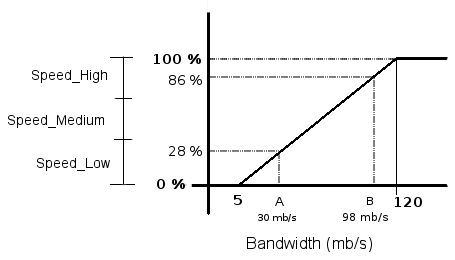 100 %
Speed_High
86 %
Speed_Medium
28 %
Speed_Low
0 %
5
A
B
120
30 mb/s
98 mb/s
Bandwidth (mb/s)